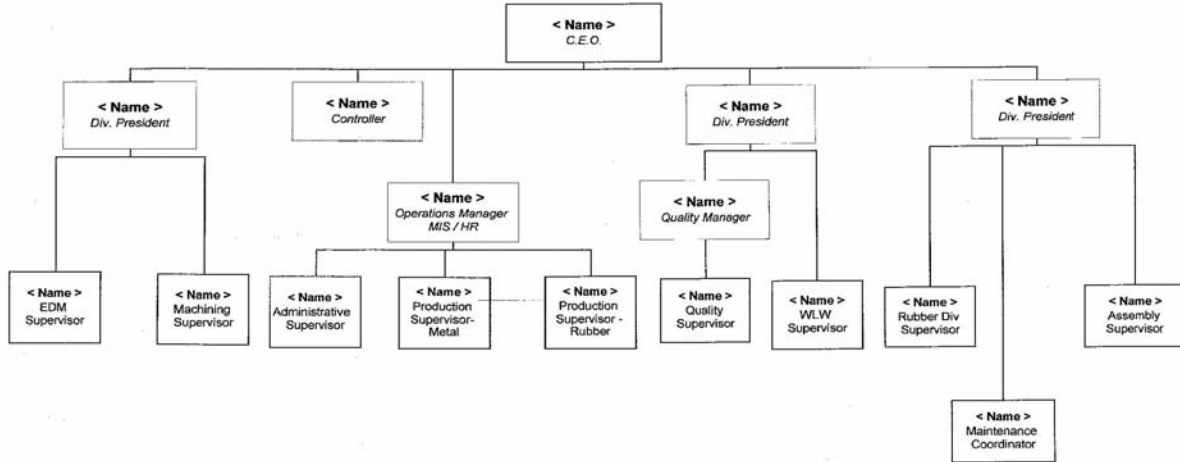 < Name >
C.E.O.
< Name >
Div. President
< Name >
Controller
< Name >
Div. President
< Name >
Div. President
< Name >
Operations Manager
MIS / HR
< Name >
Quality Manager
< Name >
EDM
Supervisor
< Name >
Machining
Supervisor
< Name >
Administrative
Supervisor
< Name >
Production
Supervisor-
Metal
< Name >
Production
Supervisor -
Rubber
< Name >
Quality
Supervisor
< Name >
WLW
Supervisor
< Name >
Rubber Div
Supervisor
< Name >
Assembly
Supervisor
< Name >
Maintenance
Coordinator